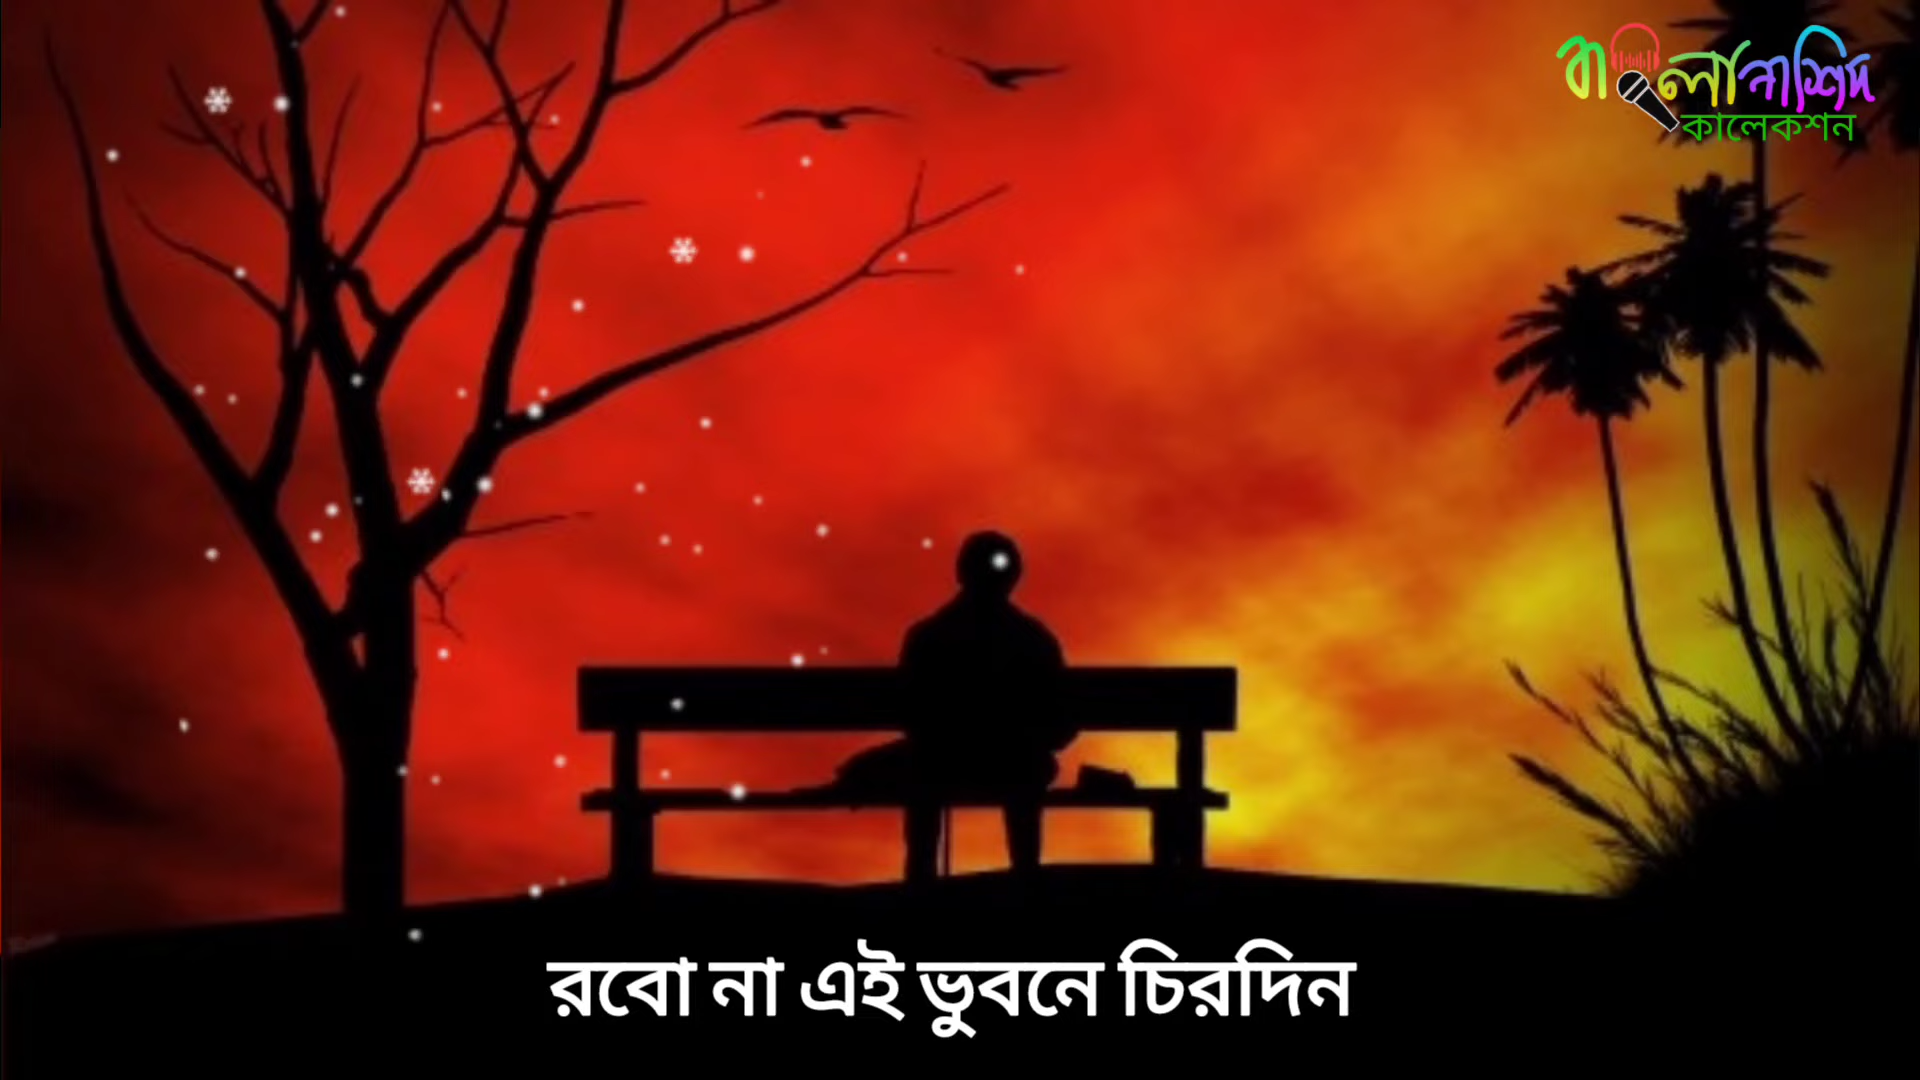 বাংলা নাশিদ
কালেকশন
রবো না এই ভুবনে চিরদিন